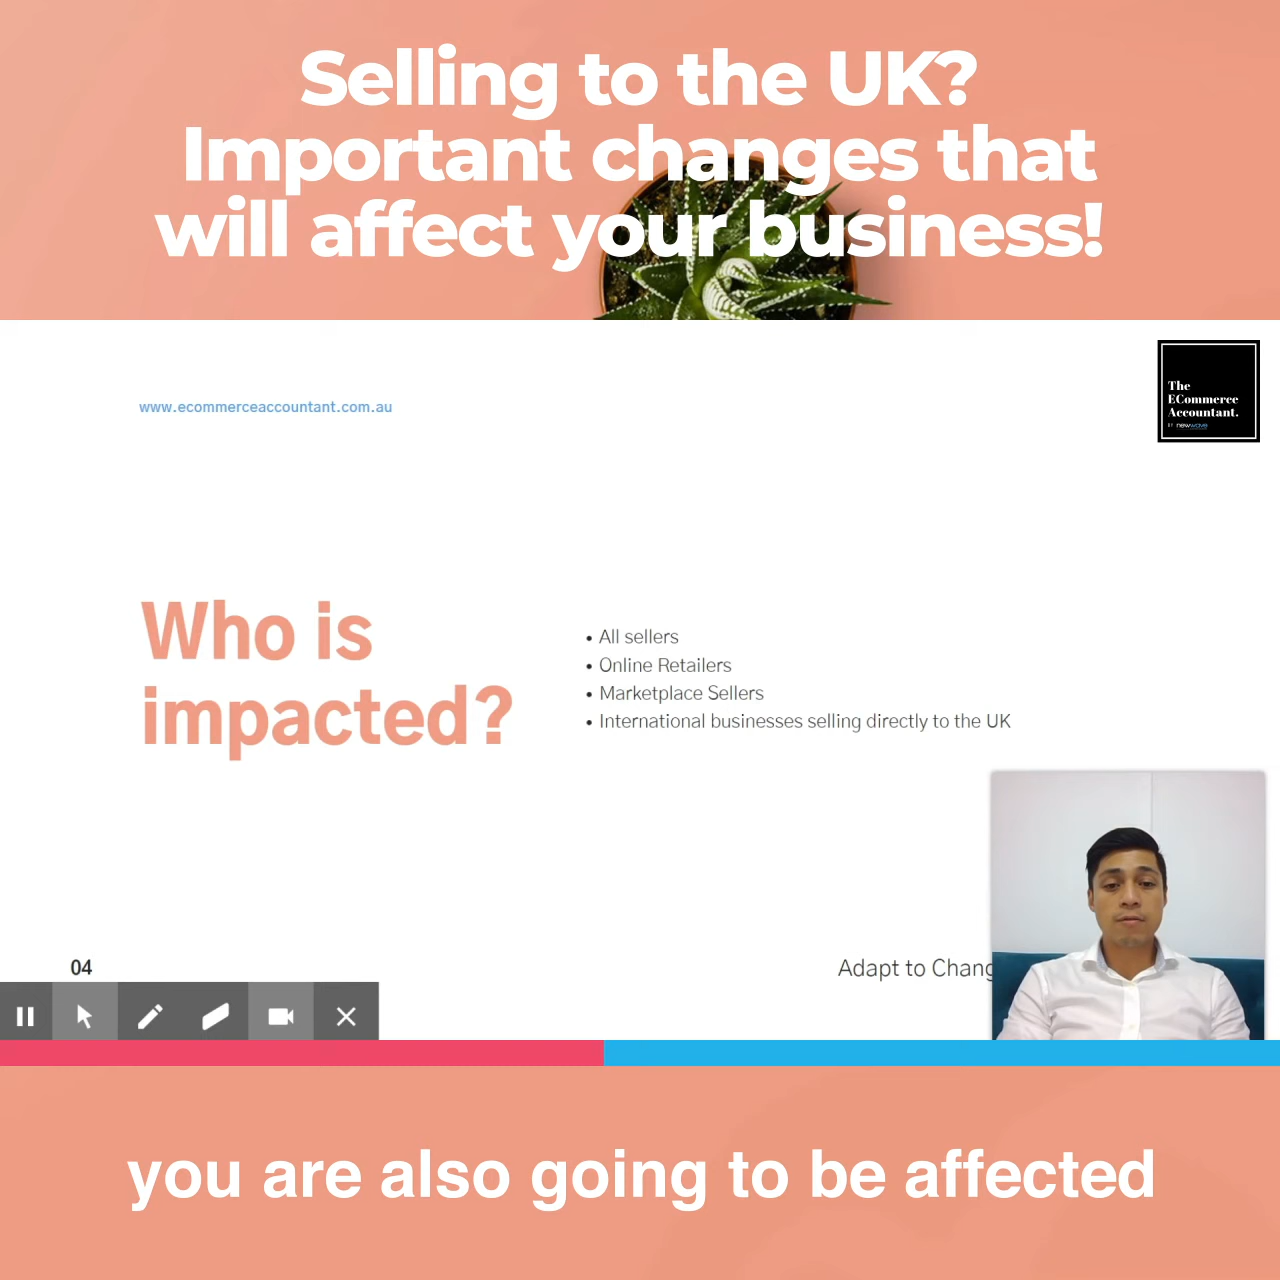 Selling to the UK?
Important changes that
will affect your business!
www.ecommerceaccountant.com.au
The
ECommerce
Accountant.
BY newwave
Who is
impacted?
• All sellers
• Online Retailers
• Marketplace Sellers
• International businesses selling directly to the UK
04
Adapt to Chang
you are also going to be affected